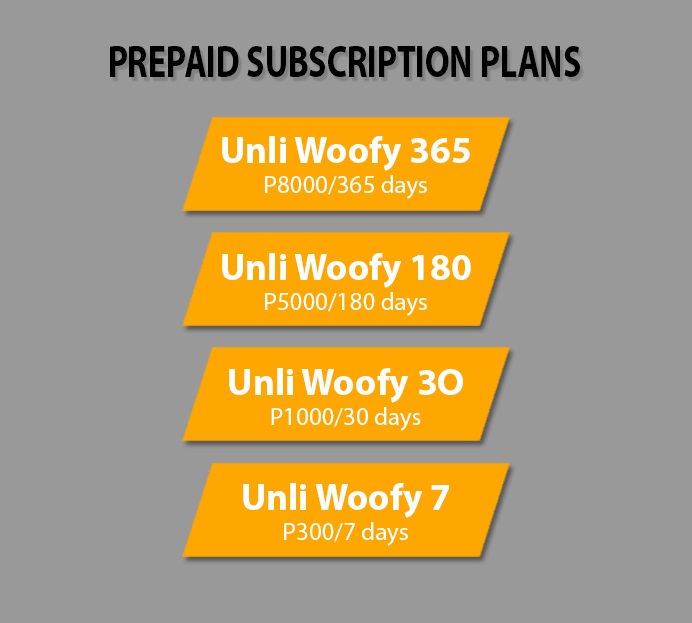 PREPAID SUBSCRIPTION PLANS
Unli Woofy 365
P8000/365 days
Unli Woofy 180
P5000/180 days
Unli Woofy 3O
P1000/30 days
Unli Woofy 7
P300/7 days